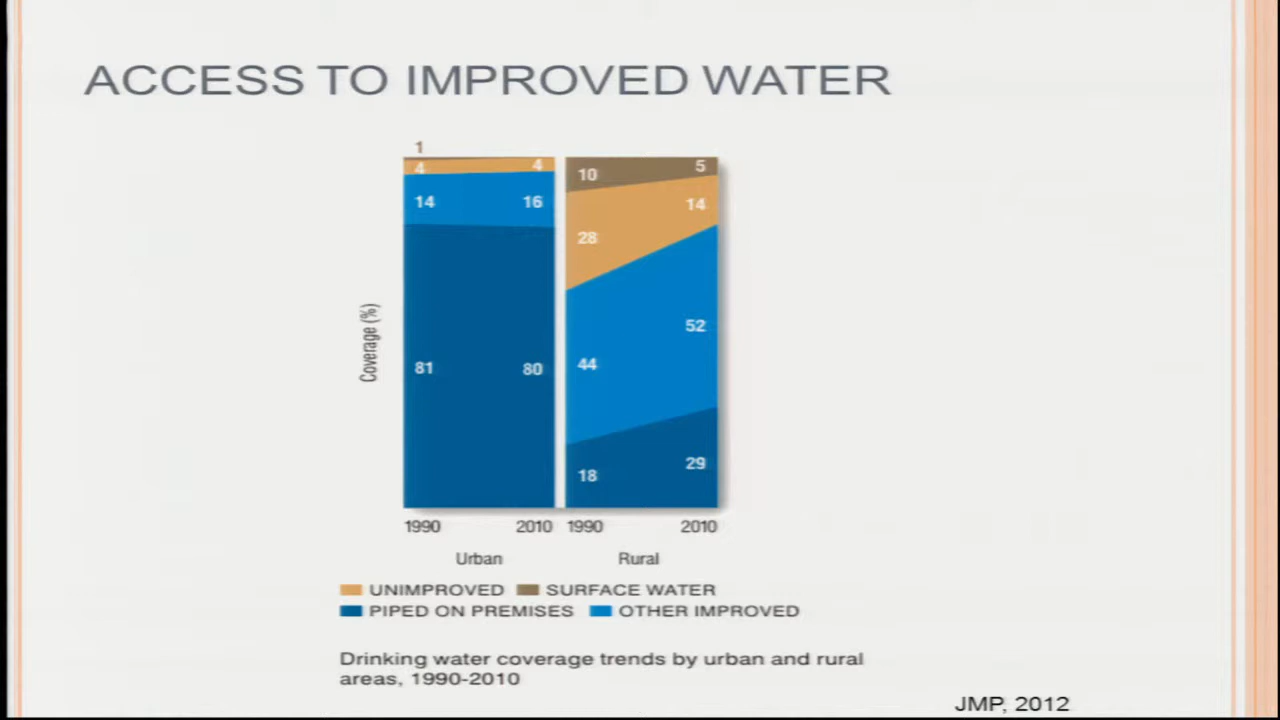 ACCESS TO IMPROVED WATER
1
4 4
14 16
81 80
10 5
28 14
44 52
18 29
Coverage (%)
1990 2010 1990 2010
Urban Rural
UNIMPROVED SURFACE WATER
PIPED ON PREMISES OTHER IMPROVED
Drinking water coverage trends by urban and rural
areas, 1990-2010
JMP, 2012